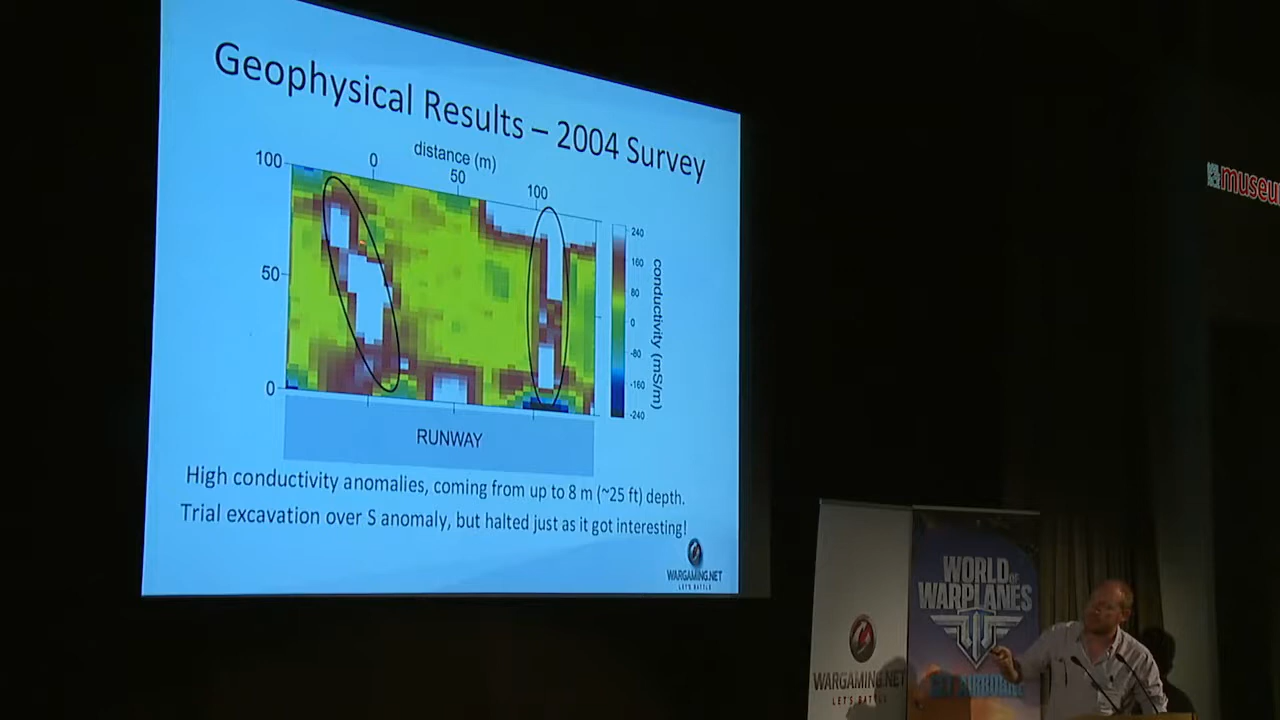 Geophysical Results – 2004 Survey
distance (m)
0
50
100
100
50
0
240
160
80
0
-80
-160
-240
conductivity (mS/m)
RUNWAY
High conductivity anomalies, coming from up to 8 m (~25 ft) depth.
Trial excavation over S anomaly, but halted just as it got interesting!
WARGAMING.NET
LET'S BATTLE
museu
WORLD OF
WARPLANES
WARGAMING.NET
LET'S BATTLE